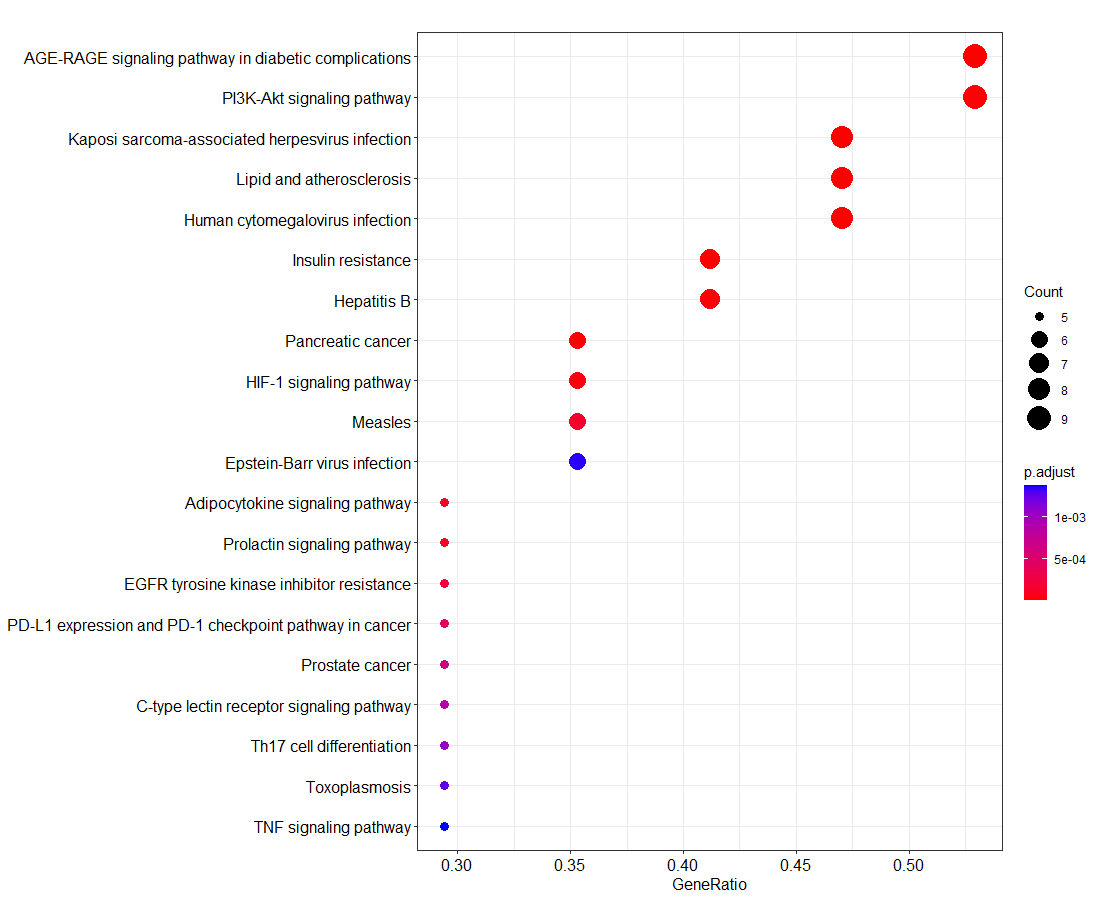 AGE-RAGE signaling pathway in diabetic complications
PI3K-Akt signaling pathway
Kaposi sarcoma-associated herpesvirus infection
Lipid and atherosclerosis
Human cytomegalovirus infection
Insulin resistance
Hepatitis B
Pancreatic cancer
HIF-1 signaling pathway
Measles
Epstein-Barr virus infection
Adipocytokine signaling pathway
Prolactin signaling pathway
EGFR tyrosine kinase inhibitor resistance
PD-L1 expression and PD-1 checkpoint pathway in cancer
Prostate cancer
C-type lectin receptor signaling pathway
Th17 cell differentiation
Toxoplasmosis
TNF signaling pathway
0.30 0.35 0.40 0.45 0.50
GeneRatio
Count
5
6
7
8
9
p.adjust
1e-03
5e-04